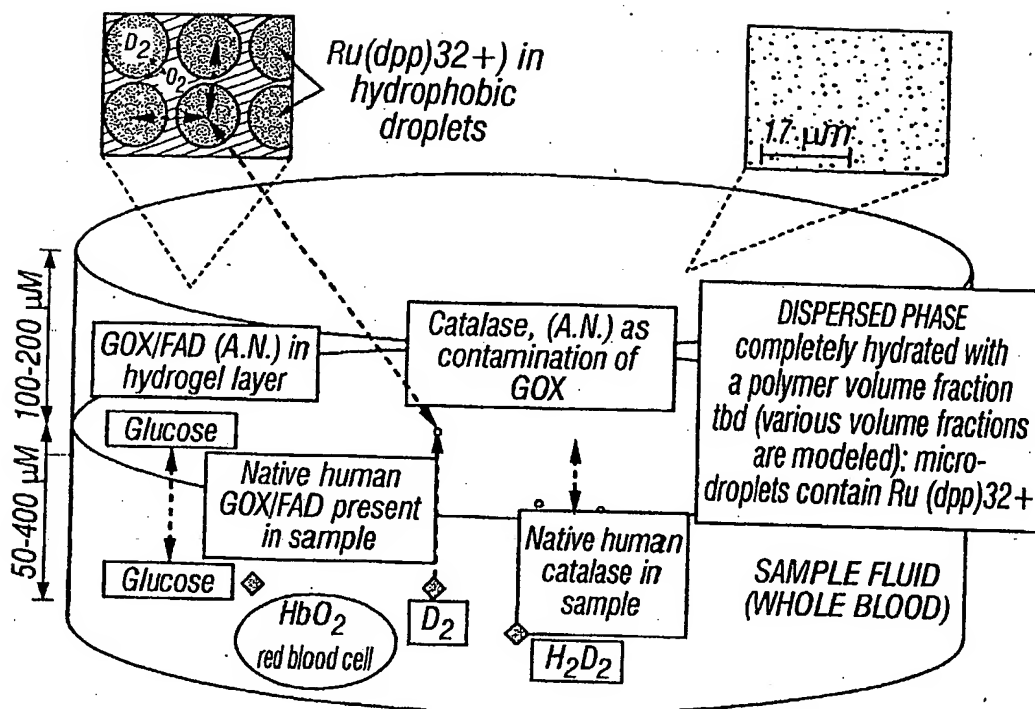 D2
O2
Ru(dpp)32+) in
hydrophobic
droplets
1.7 µm
100-200 µM
50-400 µM
GOX/FAD (A.N.) in
hydrogel layer
Catalase, (A.N.) as
contamination of
GOX
DISPERSED PHASE
completely hydrated with
a polymer volume fraction
tbd (various volume fractions
are modeled): micro-
droplets contain Ru (dpp)32+
Glucose
Native human
GOX/FAD present
in sample
Glucose
HbO2
red blood cell
D2
Native human
catalase in
sample
H2D2
SAMPLE FLUID
(WHOLE BLOOD)